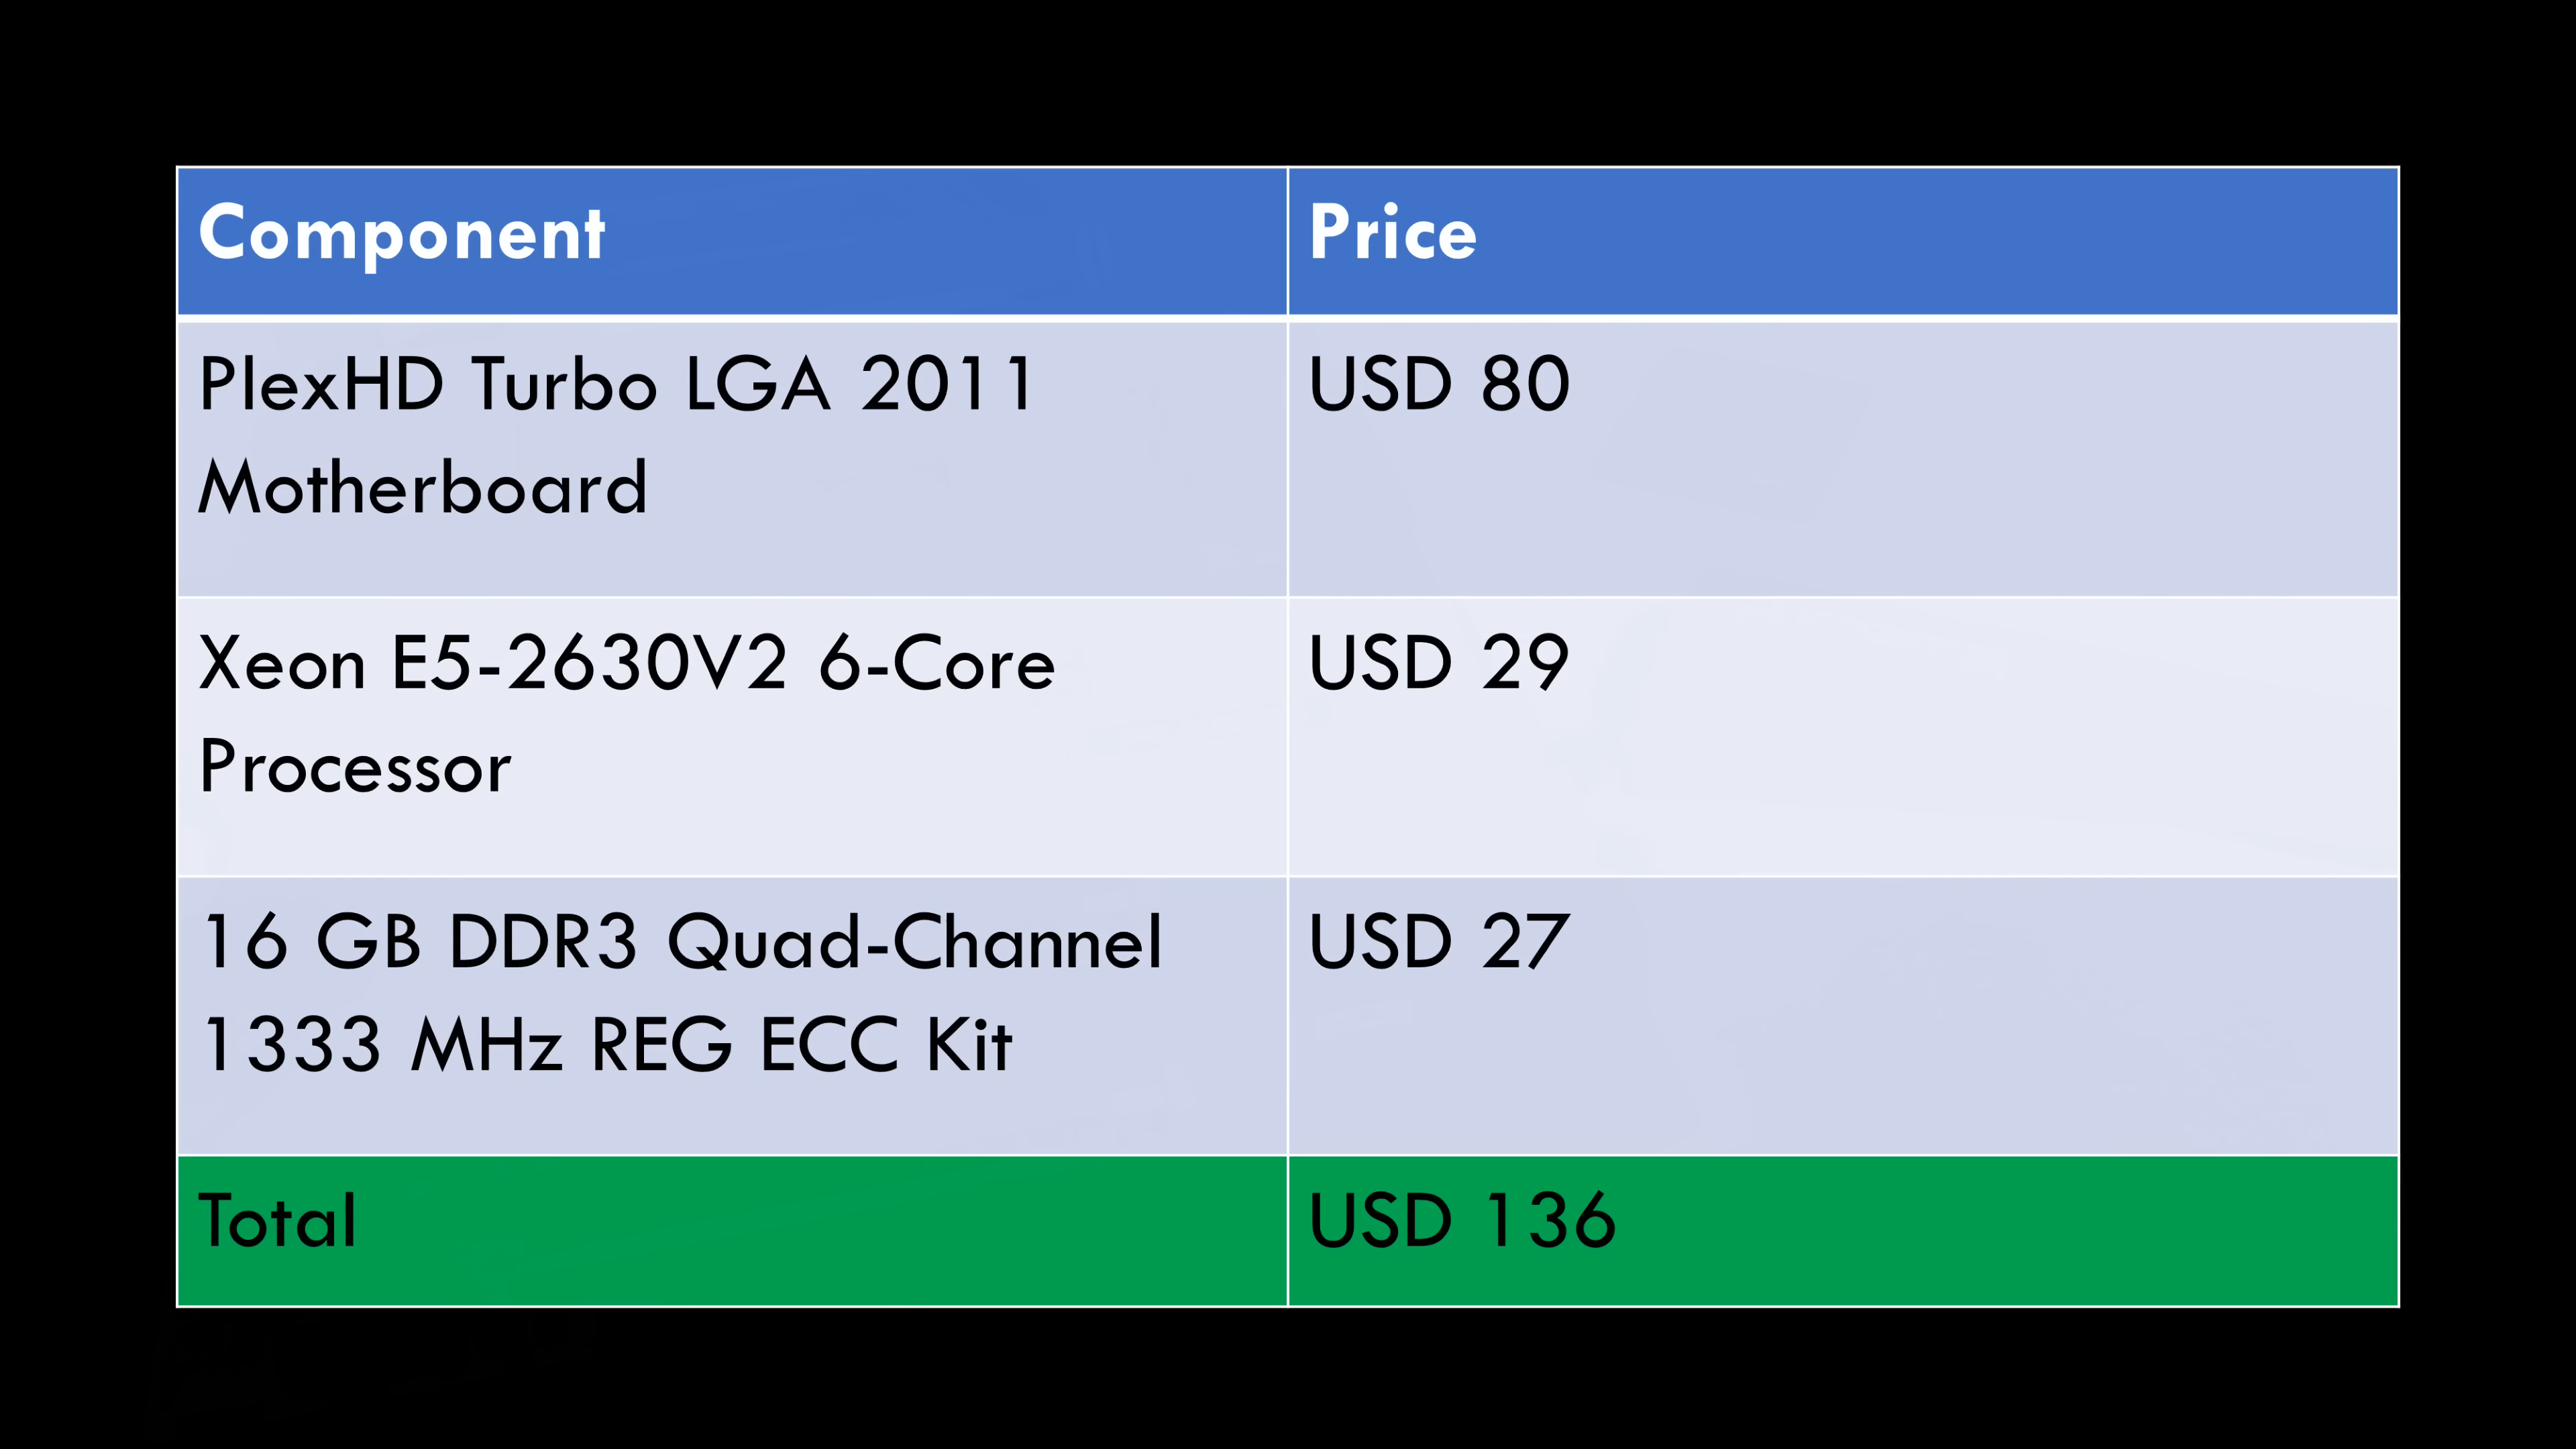 Component
Price
PlexHD Turbo LGA 2011
Motherboard
USD 80
Xeon E5-2630V2 6-Core
Processor
USD 29
16 GB DDR3 Quad-Channel
1333 MHz REG ECC Kit
USD 27
Total
USD 136